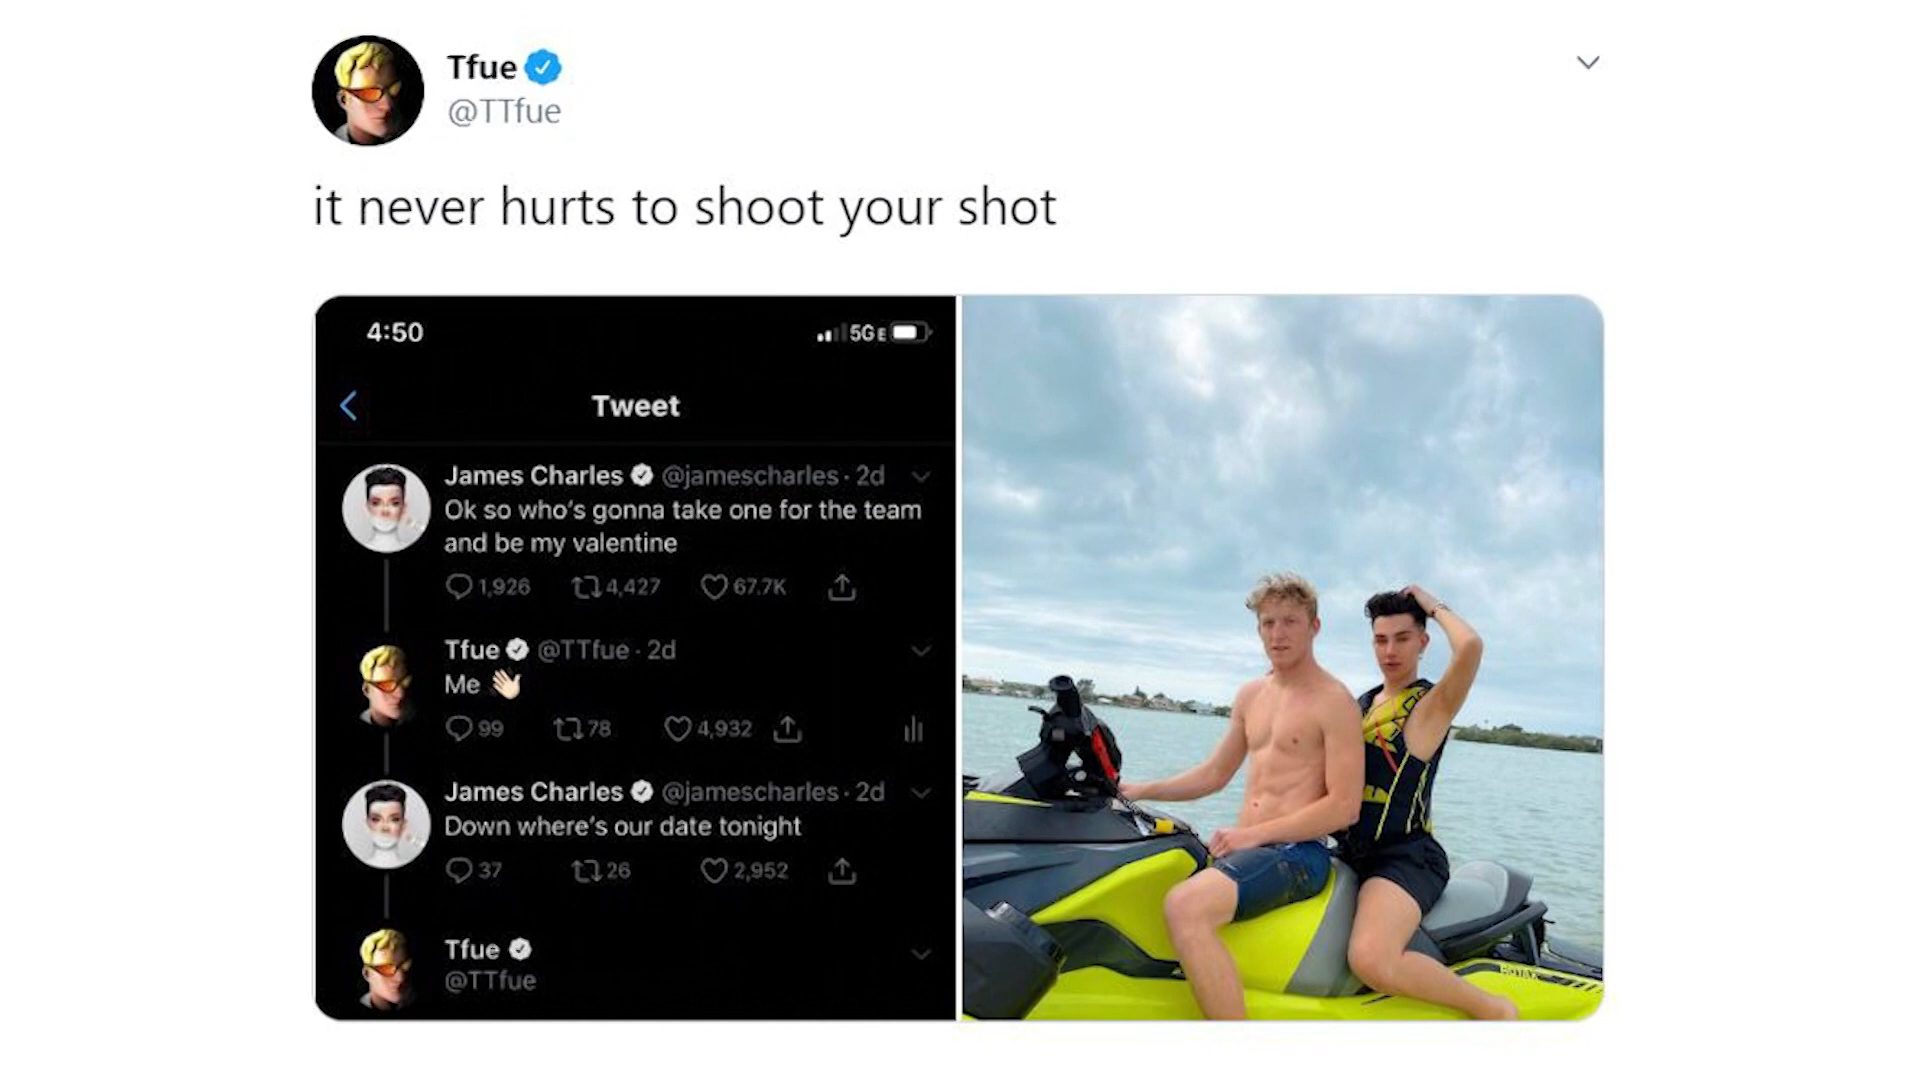 Tfue
@TTfue
it never hurts to shoot your shot
4:50
5GE
Tweet
James Charles @jamescharles · 2d
Ok so who's gonna take one for the team
and be my valentine
1,926 4,427 67.7K
Tfue @TTfue · 2d
Me 👋🏻
99 78 4,932
James Charles @jamescharles · 2d
Down where's our date tonight
37 26 2,952
Tfue
@TTfue
ROTAX